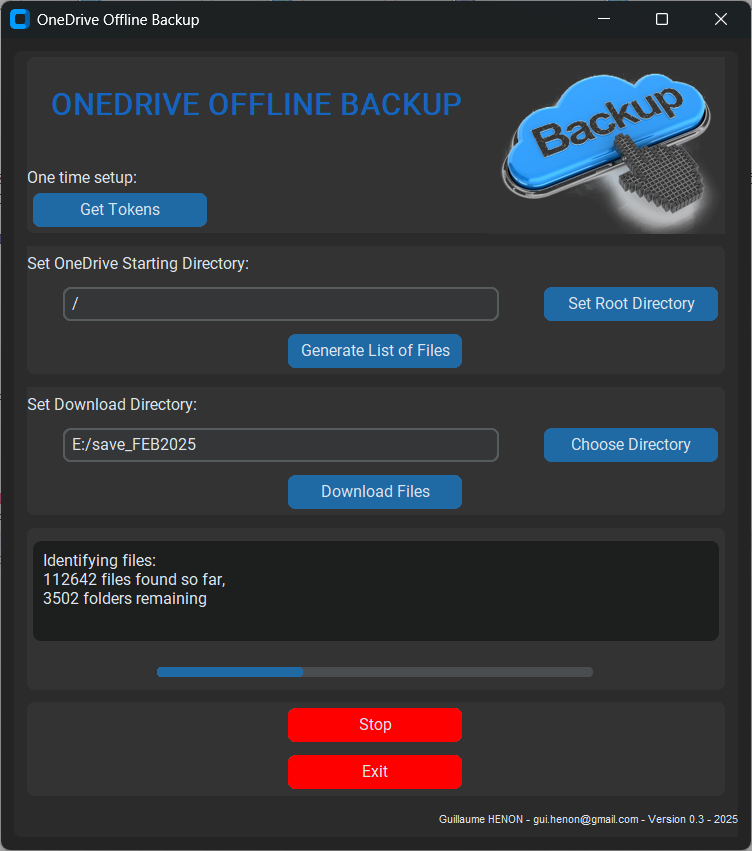 OneDrive Offline Backup
ONEDRIVE OFFLINE BACKUP
Backup
One time setup:
Get Tokens
Set OneDrive Starting Directory:
/
Set Root Directory
Generate List of Files
Set Download Directory:
E:/save_FEB2025
Choose Directory
Download Files
Identifying files:
112642 files found so far,
3502 folders remaining
Stop
Exit
Guillaume HENON - gui.henon@gmail.com - Version 0.3 - 2025